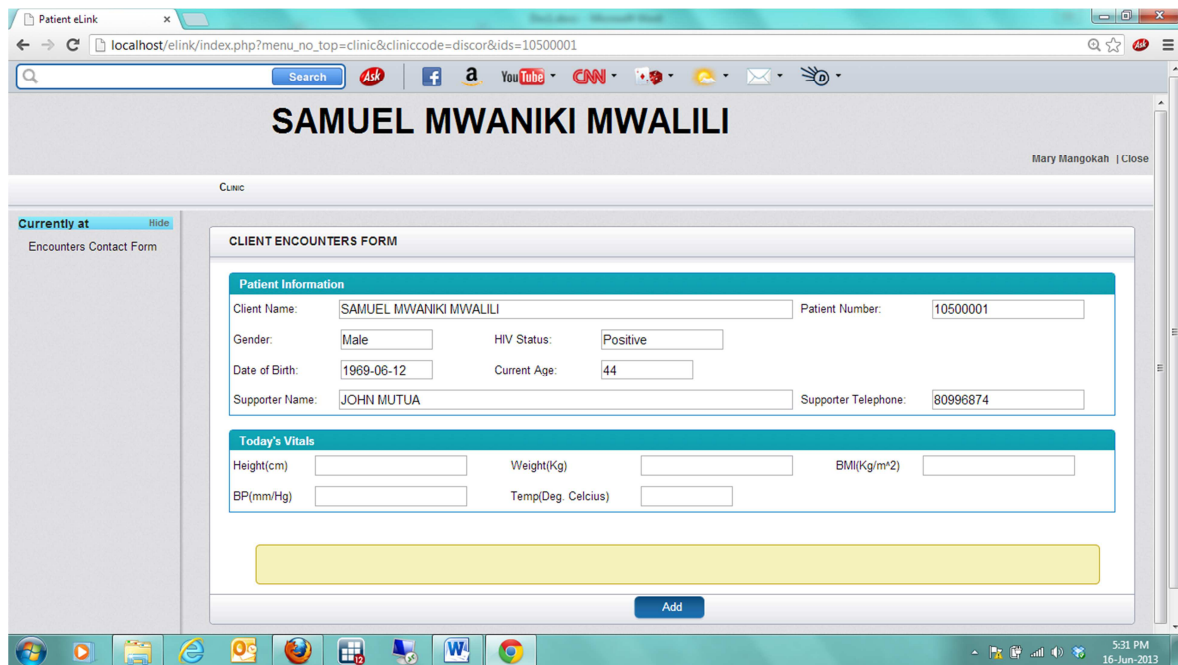 Patient eLink
localhost/elink/index.php?menu_no_top=clinic&cliniccode=discor&ids=10500001
Ask
Search Ask f a YouTube CNN D
SAMUEL MWANIKI MWALILI
Mary Mangokah | Close
CLINIC
Currently at Hide
Encounters Contact Form
CLIENT ENCOUNTERS FORM
Patient Information
Client Name: SAMUEL MWANIKI MWALILI Patient Number: 10500001
Gender: Male HIV Status: Positive
Date of Birth: 1969-06-12 Current Age: 44
Supporter Name: JOHN MUTUA Supporter Telephone: 80996874
Today's Vitals
Height(cm) Weight(Kg) BMI(Kg/m^2)
BP(mm/Hg) Temp(Deg. Celcius)
Add
12 W 5:31 PM
16-Jun-2013